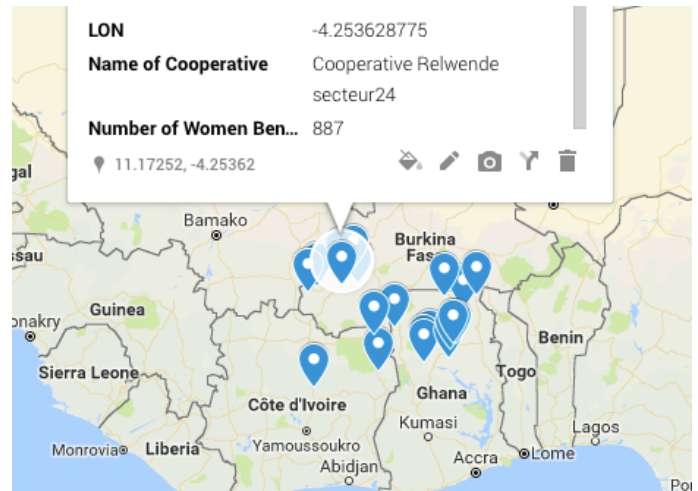 LON -4.253628775
Name of Cooperative Cooperative Relwende
secteur24
Number of Women Ben... 887
11.17252, -4.25362
gal
Bamako
Burkina
Fas
ssau
Guinea
onakry
Benin
Sierra Leone
Togo
Ghana
Côte d'Ivoire
Kumasi
Lagos
Yamoussoukro
Monrovia Liberia
Accra Lome
Abidjan
Por